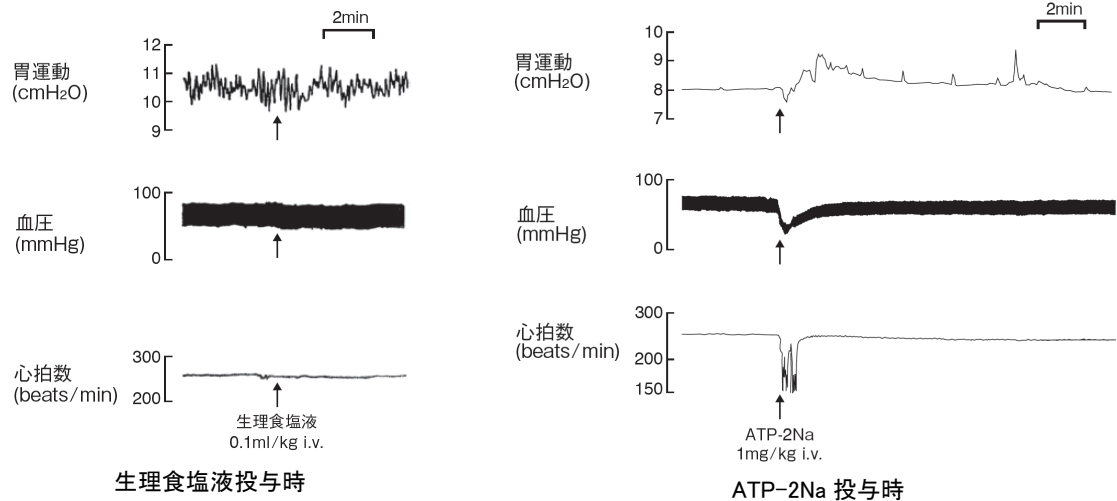 2min
12
11
10
9
胃運動
(cmH₂O)
100
0
血圧
(mmHg)
300
200
心拍数
(beats/min)
生理食塩液
0.1ml/kg i.v.
生理食塩液投与時
2min
10
9
8
7
胃運動
(cmH₂O)
100
0
血圧
(mmHg)
300
200
150
心拍数
(beats/min)
ATP-2Na
1mg/kg i.v.
ATP-2Na 投与時